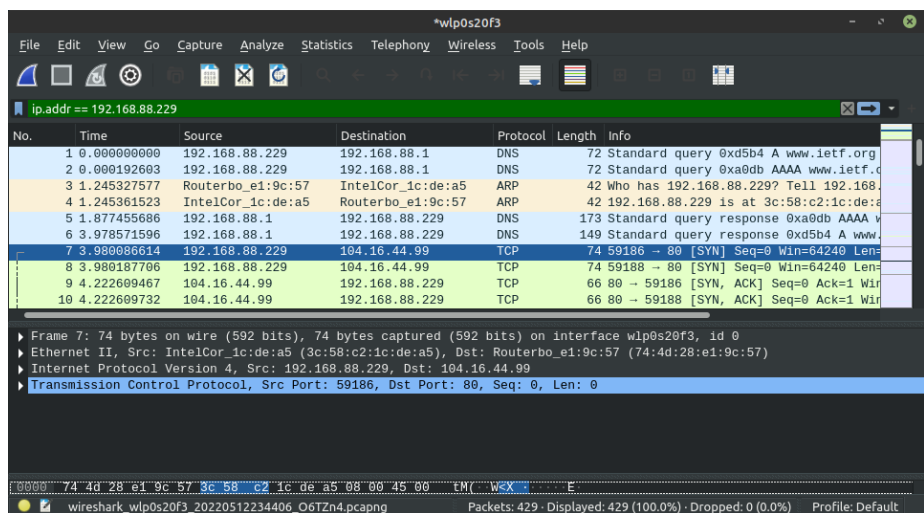 *wlp0s20f3
File Edit View Go Capture Analyze Statistics Telephony Wireless Tools Help
ip.addr == 192.168.88.229
No. Time Source Destination Protocol Length Info
1 0.000000000 192.168.88.229 192.168.88.1 DNS 72 Standard query 0xd5b4 A www.ietf.org
2 0.000192603 192.168.88.229 192.168.88.1 DNS 72 Standard query 0xa0db AAAA www.ietf.o
3 1.245327577 Routerbo_e1:9c:57 IntelCor_1c:de:a5 ARP 42 Who has 192.168.88.229? Tell 192.168.
4 1.245361523 IntelCor_1c:de:a5 Routerbo_e1:9c:57 ARP 42 192.168.88.229 is at 3c:58:c2:1c:de:a
5 1.877455686 192.168.88.1 192.168.88.229 DNS 173 Standard query response 0xa0db AAAA w
6 3.978571596 192.168.88.1 192.168.88.229 DNS 149 Standard query response 0xd5b4 A www.
7 3.980086614 192.168.88.229 104.16.44.99 TCP 74 59186 → 80 [SYN] Seq=0 Win=64240 Len=
8 3.980187706 192.168.88.229 104.16.44.99 TCP 74 59188 → 80 [SYN] Seq=0 Win=64240 Len=
9 4.222609467 104.16.44.99 192.168.88.229 TCP 66 80 → 59186 [SYN, ACK] Seq=0 Ack=1 Win
10 4.222609732 104.16.44.99 192.168.88.229 TCP 66 80 → 59188 [SYN, ACK] Seq=0 Ack=1 Win
Frame 7: 74 bytes on wire (592 bits), 74 bytes captured (592 bits) on interface wlp0s20f3, id 0
Ethernet II, Src: IntelCor_1c:de:a5 (3c:58:c2:1c:de:a5), Dst: Routerbo_e1:9c:57 (74:4d:28:e1:9c:57)
Internet Protocol Version 4, Src: 192.168.88.229, Dst: 104.16.44.99
Transmission Control Protocol, Src Port: 59186, Dst Port: 80, Seq: 0, Len: 0
0000 74 4d 28 e1 9c 57 3c 58 c2 1c de a5 08 00 45 00 tM(··W<X ······E·
wireshark_wlp0s20f3_20220512234406_O6TZn4.pcapng Packets: 429 · Displayed: 429 (100.0%) · Dropped: 0 (0.0%) Profile: Default